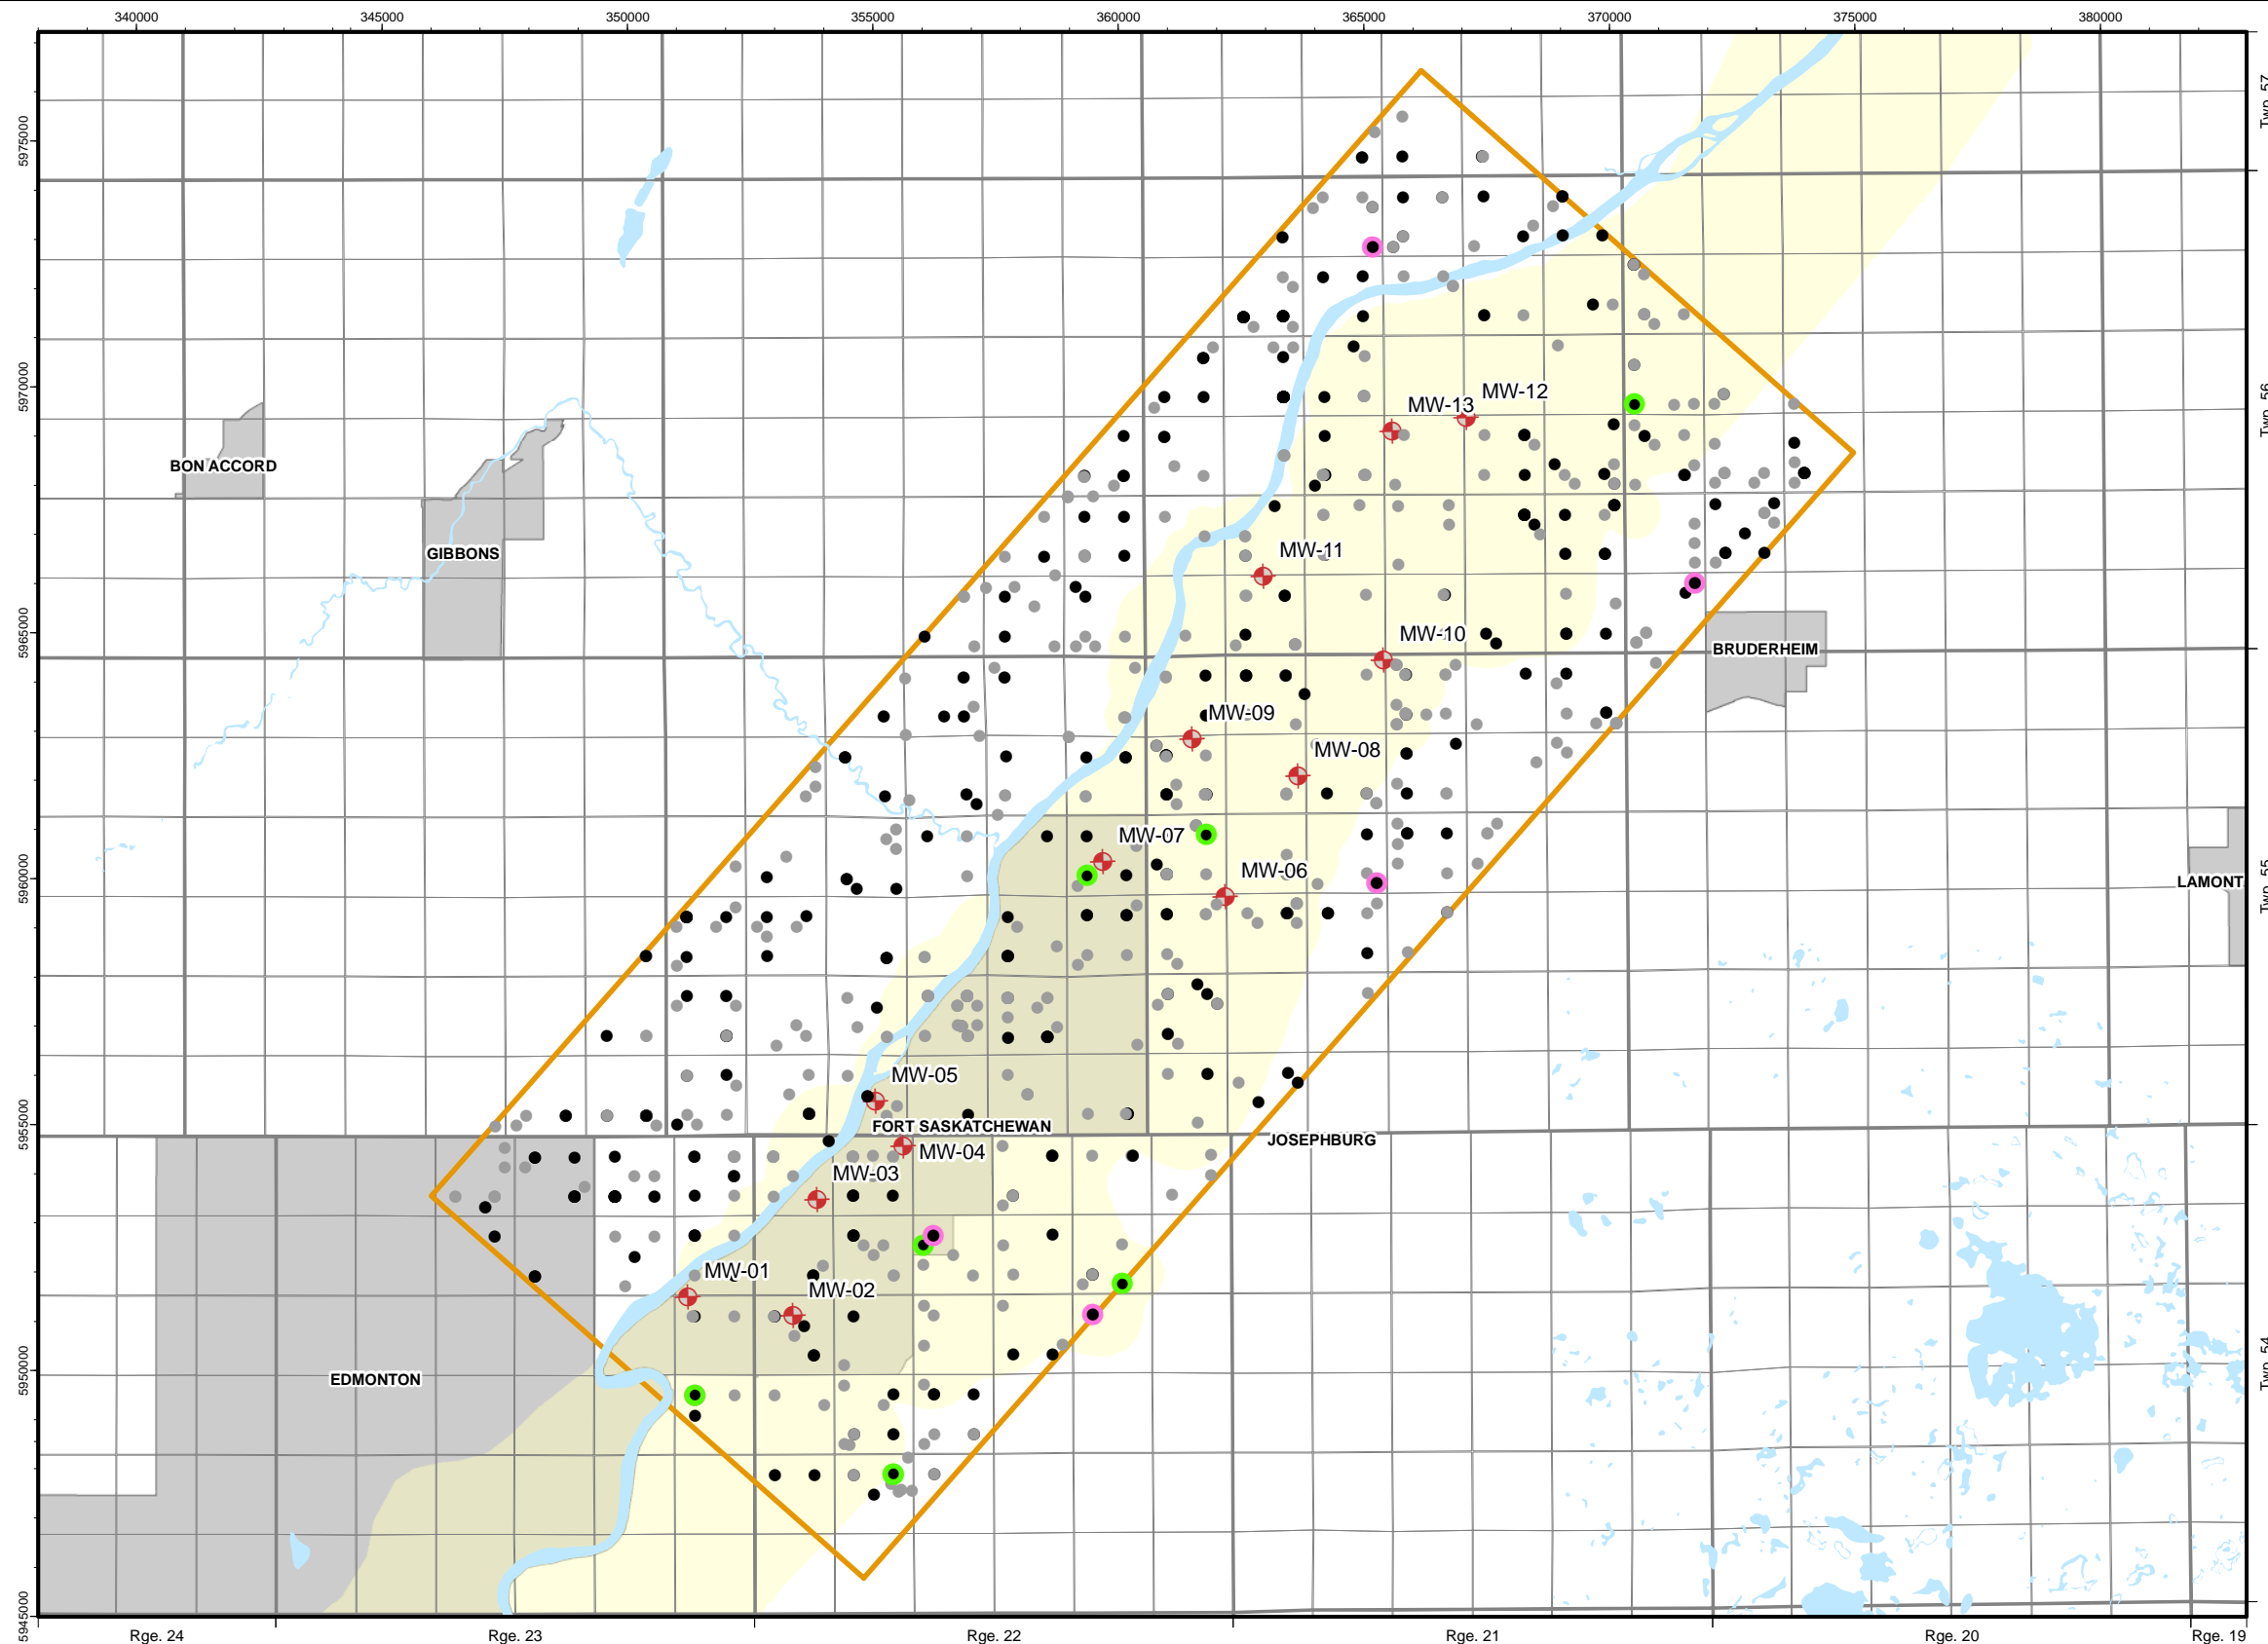 340000 345000 350000 355000 360000 365000 370000 375000 380000
Twp. 57
5975000
MW-12
5970000
MW-13
Twp. 56
BON ACCORD
GIBBONS
MW-11
5965000
MW-10
BRUDERHEIM
MW-09
MW-08
MW-07
5960000
MW-06
LAMONT
Twp. 55
MW-05
5955000
FORT SASKATCHEWAN
JOSEPHBURG
MW-04
MW-03
MW-01
MW-02
5950000
EDMONTON
Twp. 54
5945000
Rge. 24 Rge. 23 Rge. 22 Rge. 21 Rge. 20 Rge. 19